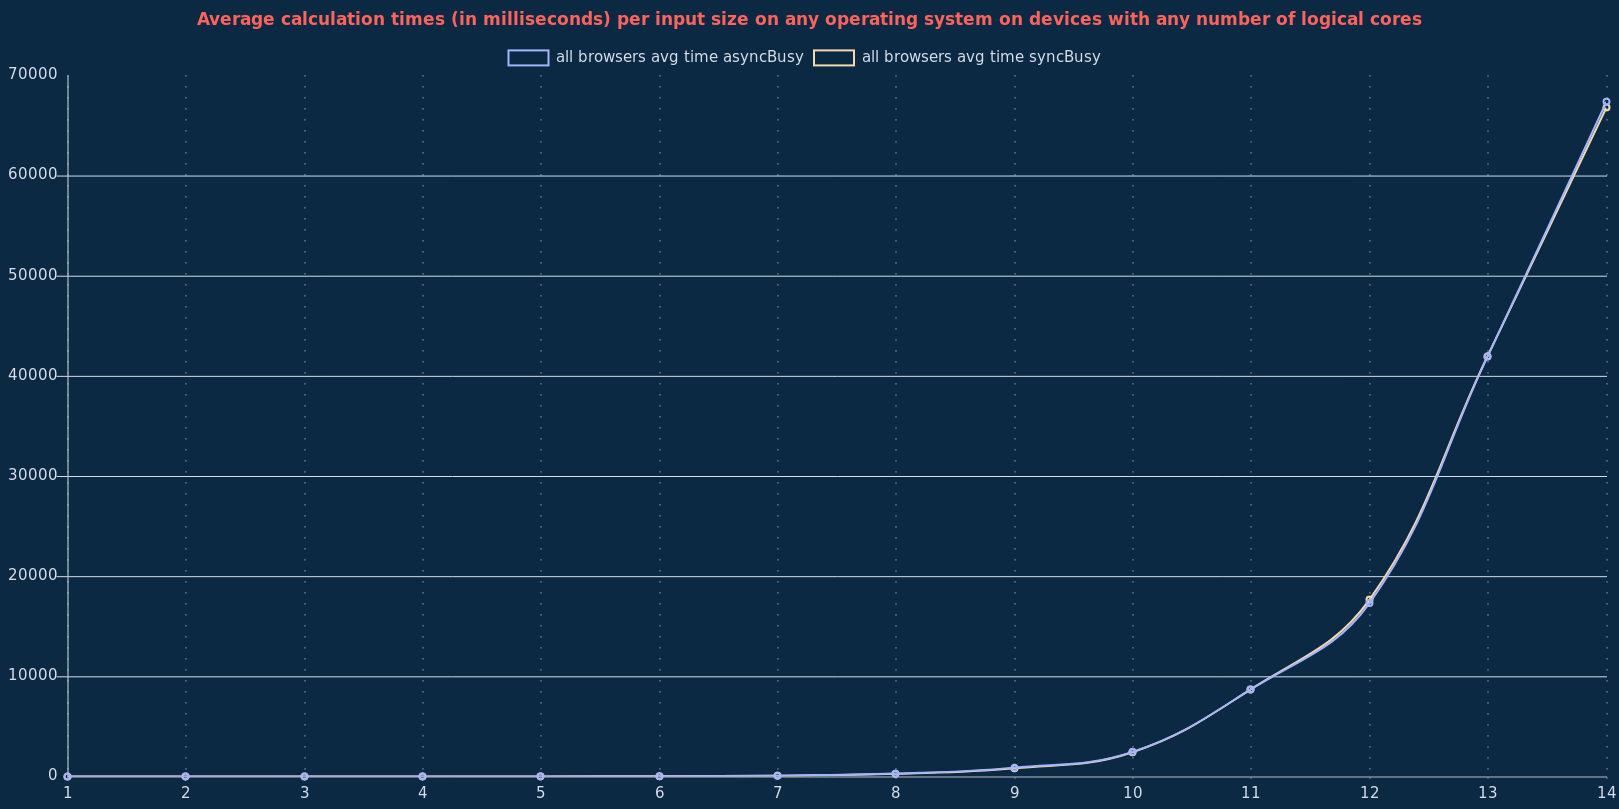 Average calculation times (in milliseconds) per input size on any operating system on devices with any number of logical cores
all browsers avg time asyncBusy all browsers avg time syncBusy
70000
60000
50000
40000
30000
20000
10000
0
1 2 3 4 5 6 7 8 9 10 11 12 13 14